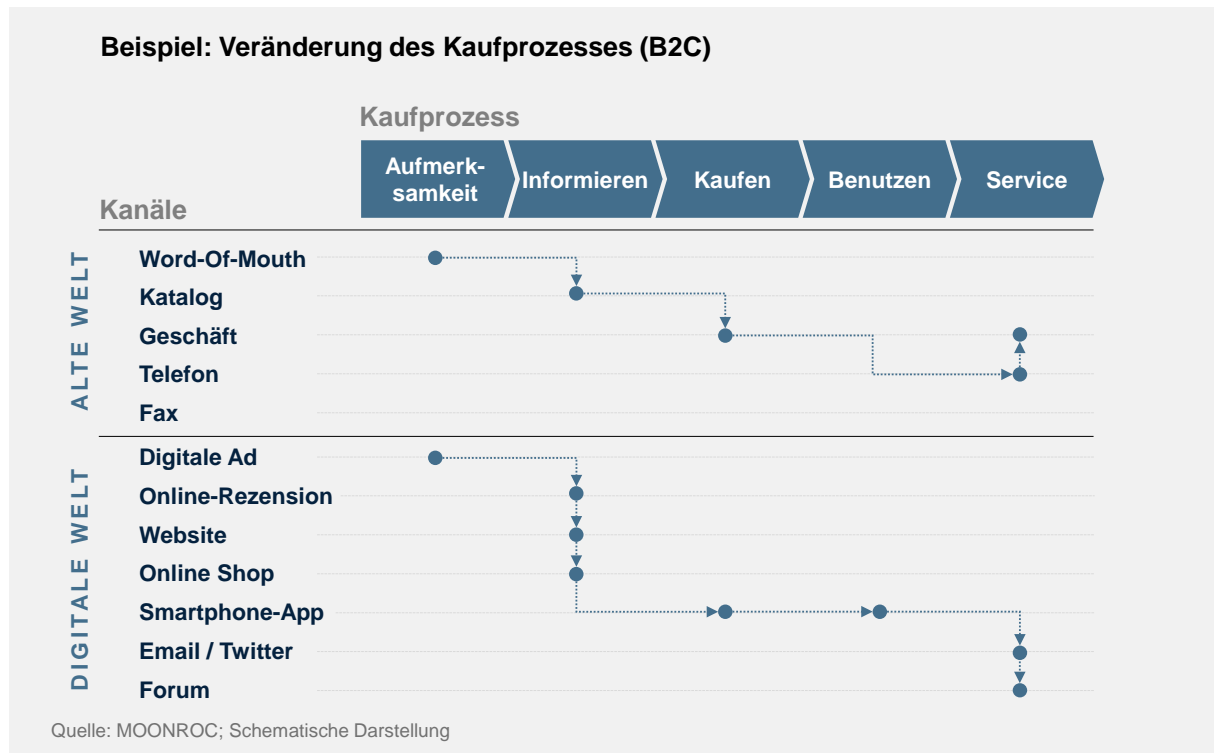 Beispiel: Veränderung des Kaufprozesses (B2C)
Kaufprozess
Aufmerk-
samkeit
Informieren
Kaufen
Benutzen
Service
Kanäle
ALTE WELT
Word-Of-Mouth
Katalog
Geschäft
Telefon
Fax
DIGITALE WELT
Digitale Ad
Online-Rezension
Website
Online Shop
Smartphone-App
Email / Twitter
Forum
Quelle: MOONROC; Schematische Darstellung